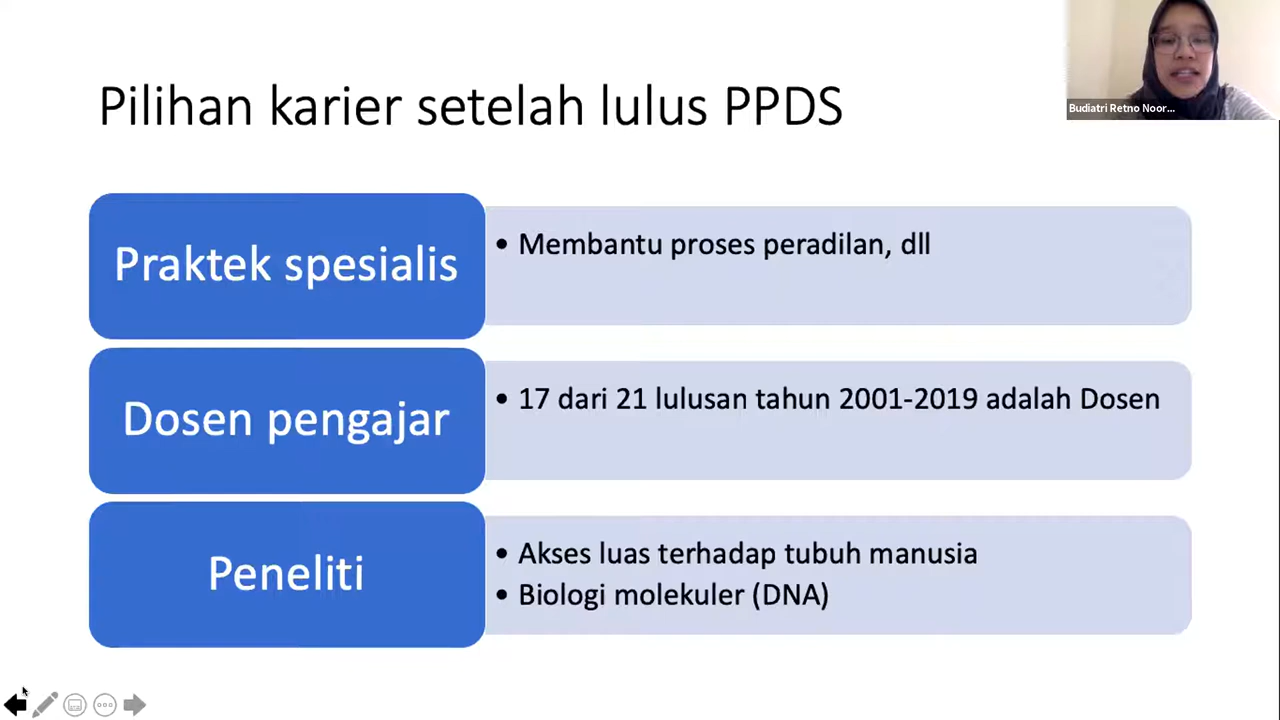 Pilihan karier setelah lulus PPDS
Budiatri Retno Noor...
Praktek spesialis
• Membantu proses peradilan, dll
Dosen pengajar
• 17 dari 21 lulusan tahun 2001-2019 adalah Dosen
Peneliti
• Akses luas terhadap tubuh manusia
• Biologi molekuler (DNA)